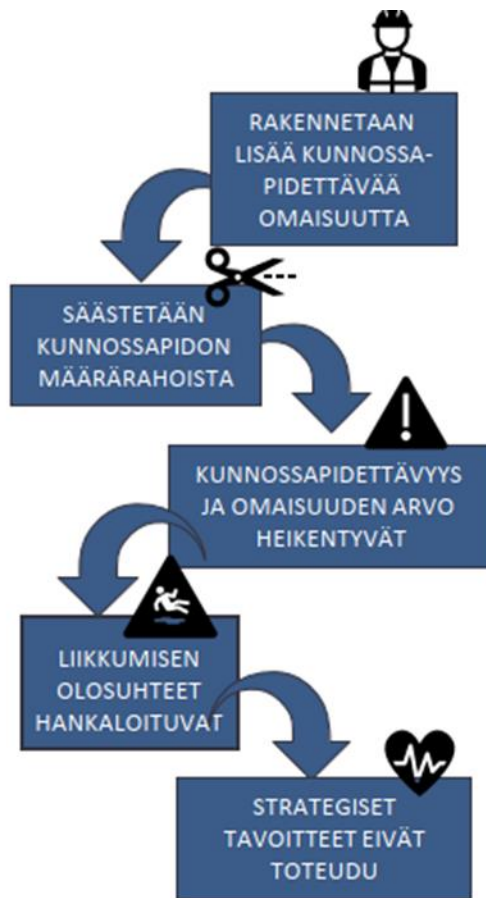 RAKENNETAAN
LISÄÄ KUNNOSSA-
PIDETTÄVÄÄ
OMAISUUTTA
SÄÄSTETÄÄN
KUNNOSSAPIDON
MÄÄRÄRAHOISTA
KUNNOSSAPIDETTÄVYYS
JA OMAISUUDEN ARVO
HEIKENTYVÄT
LIIKKUMISEN
OLOSUHTEET
HANKALOITUVAT
STRATEGISET
TAVOITTEET EIVÄT
TOTEUDU